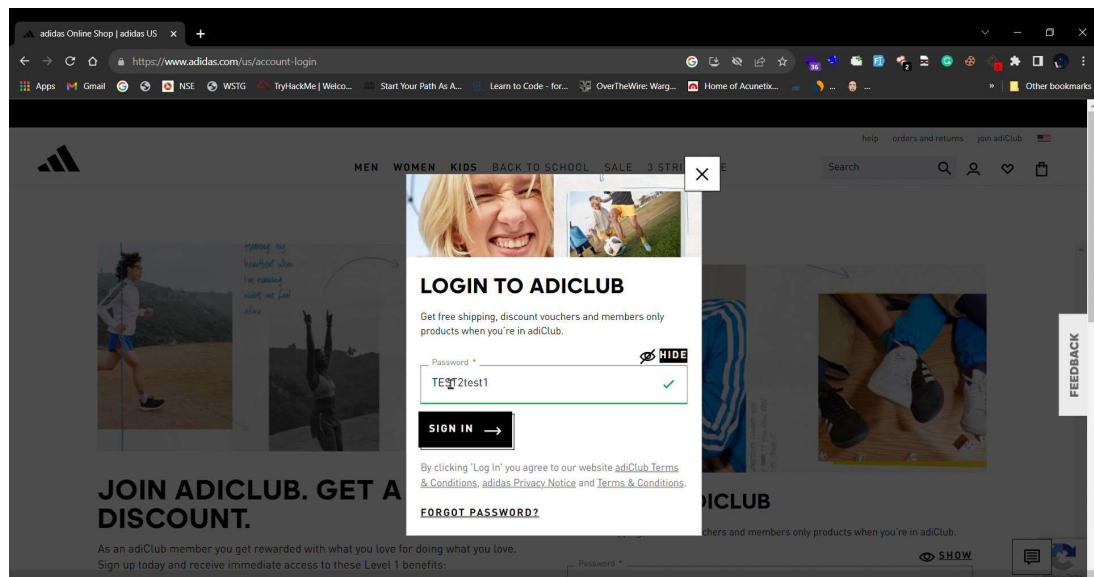 adidas Online Shop | adidas US
https://www.adidas.com/us/account-login
36
2
Apps
Gmail
NSE
WSTG
TryHackMe | Welco...
Start Your Path As A...
Learn to Code - for...
OverTheWire: Warg...
Home of Acunetix...
...
...
»
Other bookmarks
help
orders and returns
join adiClub
MEN WOMEN KIDS BACK TO SCHOOL SALE 3 STRI
E
Search
LOGIN TO ADICLUB
Get free shipping, discount vouchers and members only
products when you're in adiClub.
Password *
HIDE
TEST2test1
SIGN IN
By clicking 'Log In' you agree to our website adiClub Terms
& Conditions, adidas Privacy Notice and Terms & Conditions.
FORGOT PASSWORD?
FEEDBACK
JOIN ADICLUB. GET A
DISCOUNT.
As an adiClub member you get rewarded with what you love for doing what you love.
Sign up today and receive immediate access to these Level 1 benefits:
ICLUB
chers and members only products when you're in adiClub.
SHOW
Password *